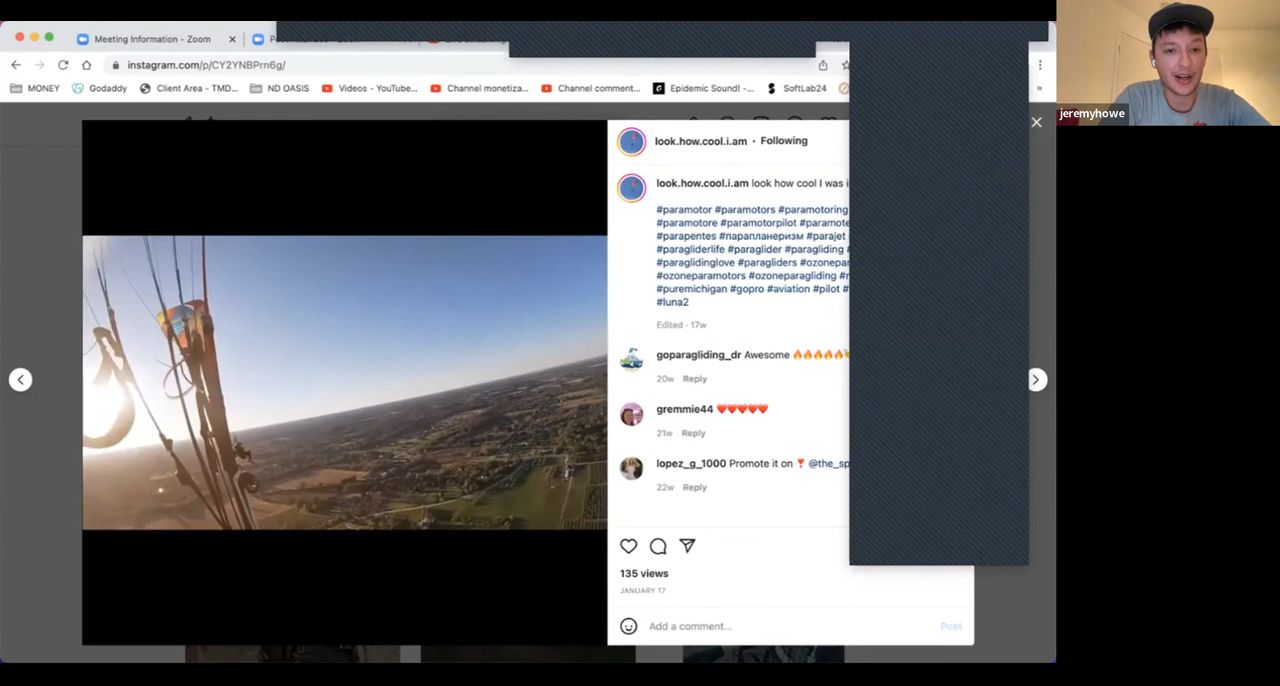 Meeting Information - Zoom
instagram.com/p/CY2YNBPrn6g/
MONEY Godaddy Client Area - TMD... ND OASIS Videos - YouTube... Channel monetiza... Channel comment... Epidemic Sound! -... SoftLab24 »
jeremyhowe
look.how.cool.i.am • Following
look.how.cool.i.am look how cool I was i
#paramotor #paramotors #paramotoring
#paramotore #paramotorpilot #paramote
#parapentes #парапланеризм #parajet
#paragliderlife #paraglider #paragliding
#paraglidinglove #paragliders #ozonepar
#ozoneparamotors #ozoneparagliding
#puremichigan #gopro #aviation #pilot #
#luna2
Edited · 17w
goparagliding_dr Awesome 🔥🔥🔥🔥🔥
20w Reply
gremmie44 ❤️❤️❤️❤️❤️
21w Reply
lopez_g_1000 Promote it on ❣️ @the_sp
22w Reply
135 views
JANUARY 17
Add a comment... Post